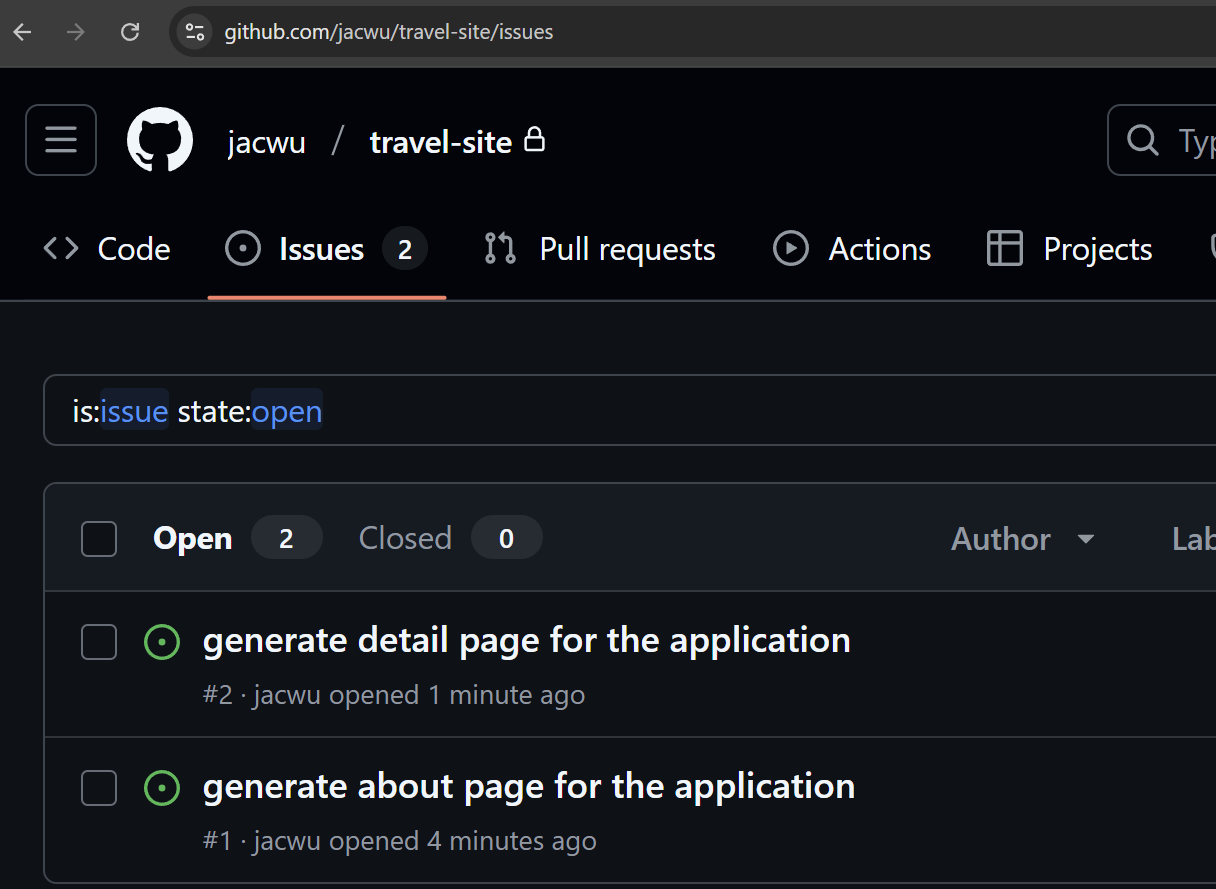 github.com/jacwu/travel-site/issues
jacwu / travel-site
Code Issues 2 Pull requests Actions Projects
is:issue state:open
Open 2 Closed 0 Author
generate detail page for the application
#2 · jacwu opened 1 minute ago
generate about page for the application
#1 · jacwu opened 4 minutes ago